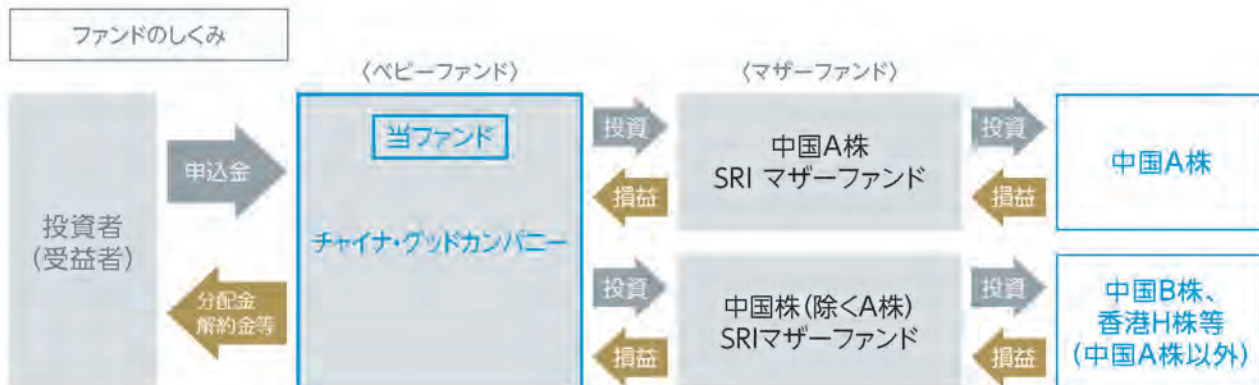 ファンドのしくみ
〈ベビーファンド〉
〈マザーファンド〉
投資者
(受益者)
申込金
分配金
解約金等
当ファンド
チャイナ・グッドカンパニー
投資
損益
中国A株
SRI マザーファンド
投資
損益
中国A株
投資
損益
中国株(除くA株)
SRIマザーファンド
投資
損益
中国B株、
香港H株等
(中国A株以外)